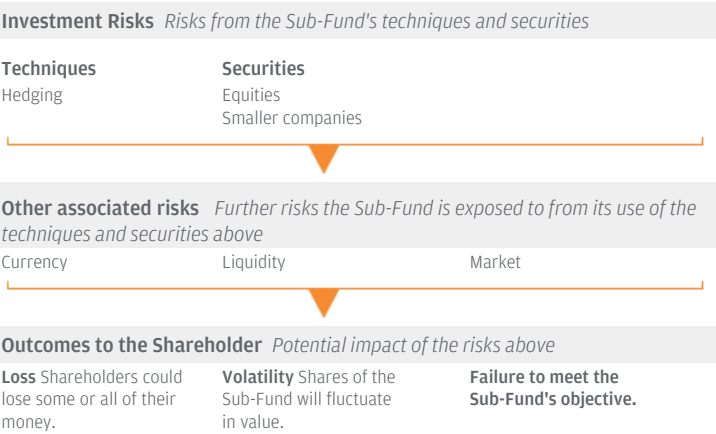 Investment Risks Risks from the Sub-Fund's techniques and securities
Techniques Securities
Hedging Equities
Smaller companies
Other associated risks Further risks the Sub-Fund is exposed to from its use of the
techniques and securities above
Currency Liquidity Market
Outcomes to the Shareholder Potential impact of the risks above
Loss Shareholders could
lose some or all of their
money.
Volatility Shares of the
Sub-Fund will fluctuate
in value.
Failure to meet the
Sub-Fund's objective.